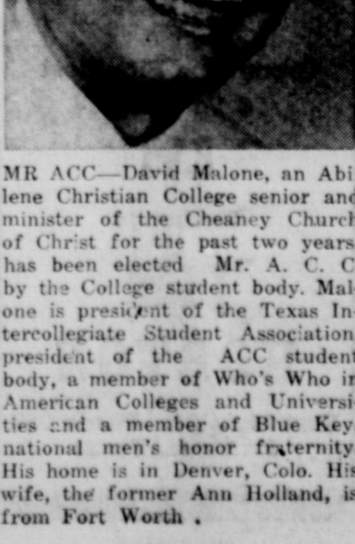 MR ACC—David Malone, an Abi
lene Christian College senior and
minister of the Cheaney Church
of Christ for the past two years
has been elected Mr. A. C. C
by the College student body. Mal
one is president of the Texas In
tercollegiate Student Association
president of the ACC student
body, a member of Who's Who in
American Colleges and Universi
ties and a member of Blue Key
national men's honor fraternity
His home is in Denver, Colo. His
wife, the former Ann Holland, is
from Fort Worth .